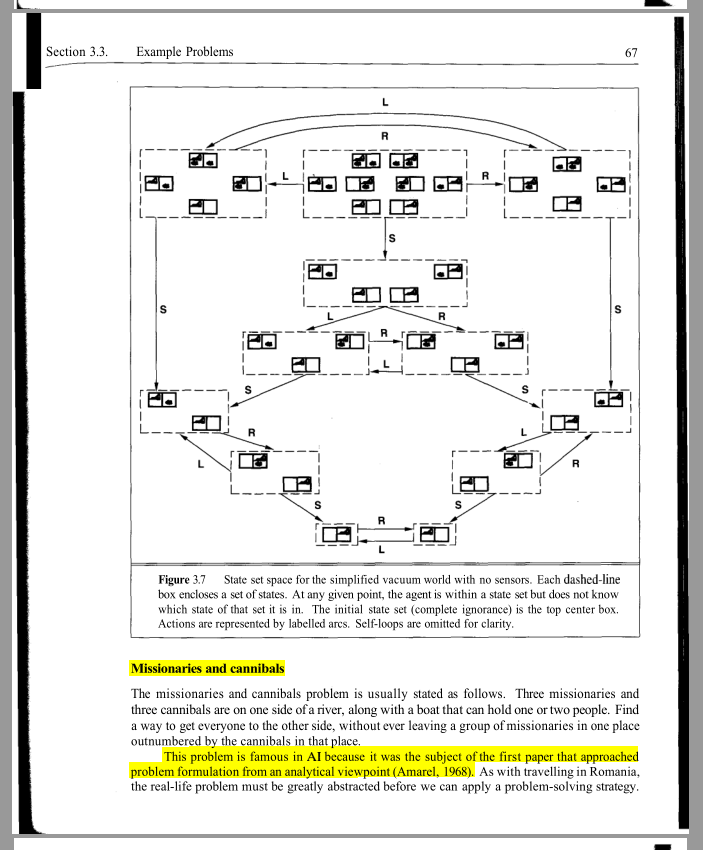 Section 3.3. Example Problems 67
L
R
L
R
S
S
S
L
R
R
L
S
S
R
L
L
R
S
S
R
L
Figure 3.7 State set space for the simplified vacuum world with no sensors. Each dashed-line
box encloses a set of states. At any given point, the agent is within a state set but does not know
which state of that set it is in. The initial state set (complete ignorance) is the top center box.
Actions are represented by labelled arcs. Self-loops are omitted for clarity.
Missionaries and cannibals
The missionaries and cannibals problem is usually stated as follows. Three missionaries and
three cannibals are on one side of a river, along with a boat that can hold one or two people. Find
a way to get everyone to the other side, without ever leaving a group of missionaries in one place
outnumbered by the cannibals in that place.
This problem is famous in AI because it was the subject of the first paper that approached
problem formulation from an analytical viewpoint (Amarel, 1968). As with travelling in Romania,
the real-life problem must be greatly abstracted before we can apply a problem-solving strategy.